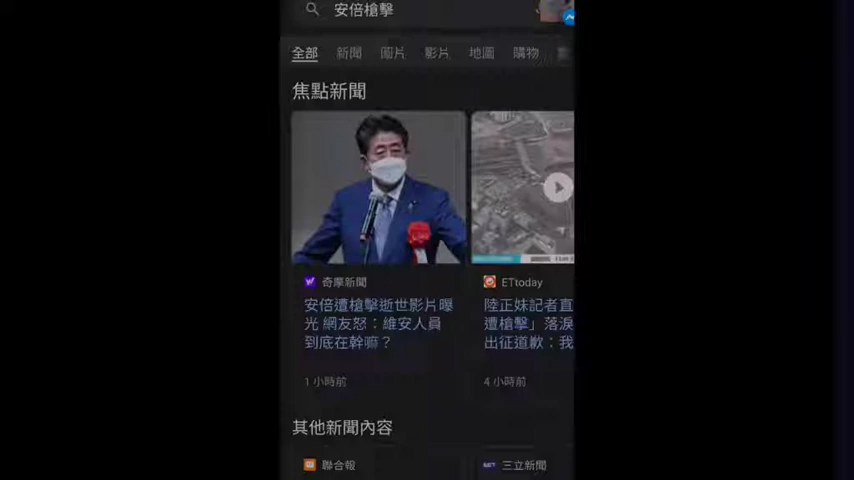 安倍槍擊
全部 新聞 圖片 影片 地圖 購物
焦點新聞
奇摩新聞
安倍遭槍擊逝世影片曝
光 網友怒：維安人員
到底在幹嘛？
1 小時前
ETtoday
陸正妹記者直
遭槍擊」落淚
出征道歉：我
4 小時前
其他新聞內容
聯合報
三立新聞